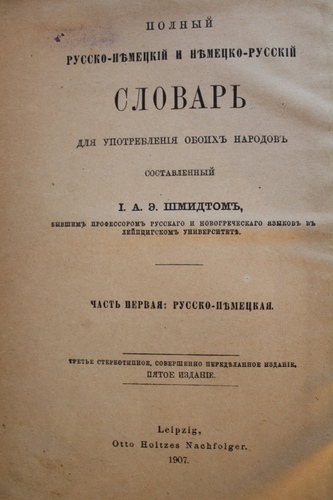 ПОЛНЫЙ
РУССКО-НѢМЕЦКІЙ И НѢМЕЦКО-РУССКІЙ
СЛОВАРЬ
ДЛЯ УПОТРЕБЛЕНІЯ ОБОИХЪ НАРОДОВЪ
СОСТАВЛЕННЫЙ
І. А. Э. ШМИДТОМЪ,
БЫВШИМЪ ПРОФЕССОРОМЪ РУССКАГО И НОВОГРЕЧЕСКАГО ЯЗЫКОВЪ ВЪ
ЛЕЙПЦИГСКОМЪ УНИВЕРСИТЕТѢ.
ЧАСТЬ ПЕРВАЯ: РУССКО-НѢМЕЦКАЯ.
ТРЕТЬЕ СТЕРЕОТИПНОЕ, СОВЕРШЕННО ПЕРЕДѢЛАННОЕ ИЗДАНІЕ.
ПЯТОЕ ИЗДАНІЕ.
Leipzig,
Otto Holtzes Nachfolger.
1907.